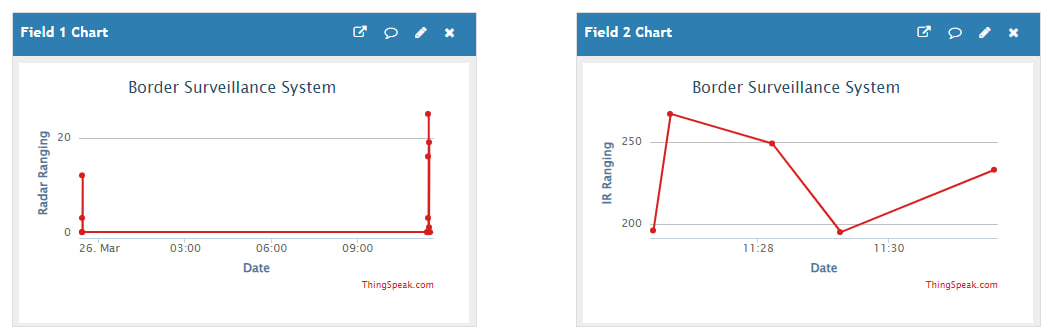 Field 1 Chart
Border Surveillance System
Radar Ranging
20
0
26. Mar
03:00
06:00
09:00
Date
ThingSpeak.com
Field 2 Chart
Border Surveillance System
IR Ranging
250
200
11:28
11:30
Date
ThingSpeak.com